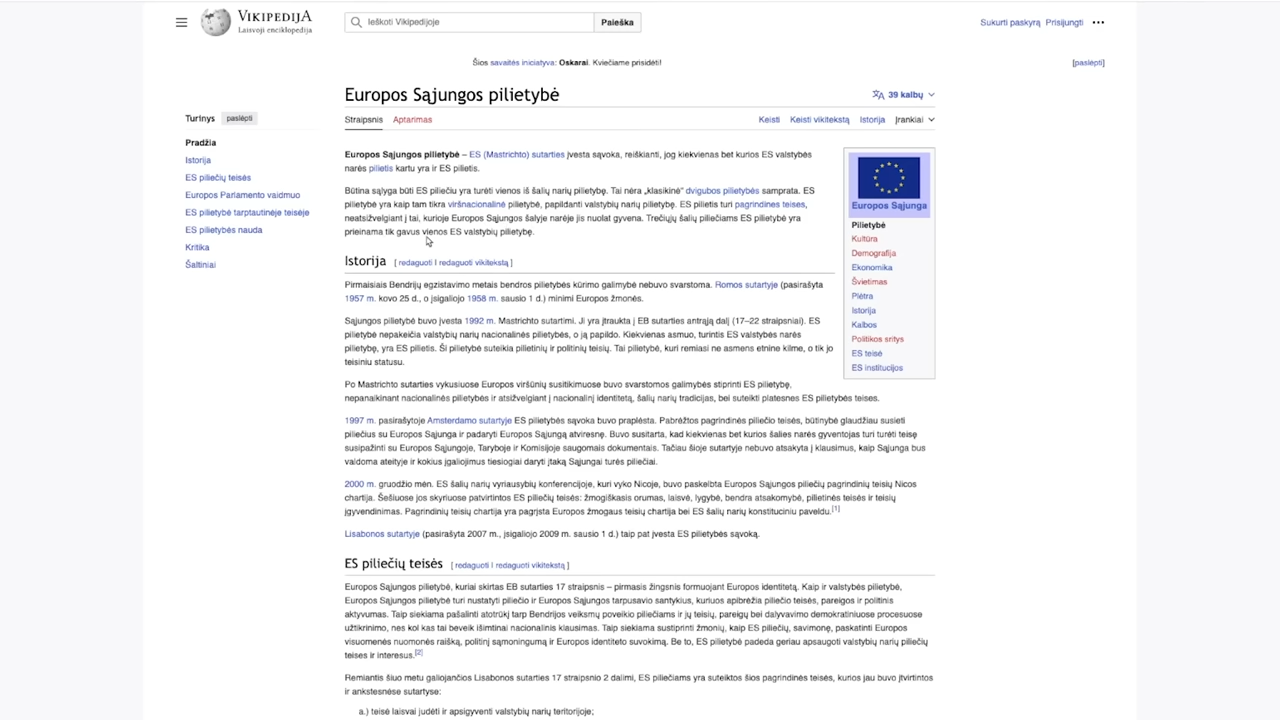 VIKIPEDIJA
Laisvoji enciklopedija
Ieškoti Vikipedijoje
Paieška
Sukurti paskyrą Prisijungti
Šios savaitės iniciatyva: Oskarai. Kviečiame prisidėti!
[paslėpti]
Europos Sąjungos pilietybė
39 kalbų
Turinys paslėpti
Straipsnis Aptarimas
Keisti Keisti vikitekstą Istorija Įrankiai
Pradžia
Istorija
ES piliečių teisės
Europos Parlamento vaidmuo
ES pilietybė tarptautinėje teisėje
ES pilietybės nauda
Kritika
Šaltiniai
Europos Sąjungos pilietybė – ES (Mastrichto) sutarties įvesta sąvoka, reiškianti, jog kiekvienas bet kurios ES valstybės
narės pilietis kartu yra ir ES pilietis.
Būtina sąlyga būti ES piliečiu yra turėti vienos iš šalių narių pilietybę. Tai nėra „klasikinė“ dvigubos pilietybės samprata. ES
pilietybė yra kaip tam tikra viršnacionalinė pilietybė, papildanti valstybių narių pilietybę. ES pilietis turi pagrindines teises,
neatsižvelgiant į tai, kurioje Europos Sąjungos šalyje narėje jis nuolat gyvena. Trečiųjų šalių piliečiams ES pilietybė yra
prieinama tik gavus vienos ES valstybių pilietybę.
Europos Sąjunga
Pilietybė
Kultūra
Demografija
Ekonomika
Švietimas
Plėtra
Istorija
Kalbos
Politikos sritys
ES teisė
ES institucijos
Istorija [ redaguoti | redaguoti vikitekstą ]
Pirmaisiais Bendrijų egzistavimo metais bendros pilietybės kūrimo galimybė nebuvo svarstoma. Romos sutartyje (pasirašyta
1957 m. kovo 25 d., o įsigaliojo 1958 m. sausio 1 d.) minimi Europos žmonės.
Sąjungos pilietybė buvo įvesta 1992 m. Mastrichto sutartimi. Ji yra įtraukta į EB sutarties antrąją dalį (17–22 straipsniai). ES
pilietybė nepakeičia valstybių narių nacionalinės pilietybės, o ją papildo. Kiekvienas asmuo, turintis ES valstybės narės
pilietybę, yra ES pilietis. Ši pilietybė suteikia pilietinių ir politinių teisių. Tai pilietybė, kuri remiasi ne asmens etnine kilme, o tik jo
teisiniu statusu.
Po Mastrichto sutarties vykusiuose Europos viršūnių susitikimuose buvo svarstomos galimybės stiprinti ES pilietybę,
nepanaikinant nacionalinės pilietybės ir atsižvelgiant į nacionalinį identitetą, šalių narių tradicijas, bei suteikti platesnes ES pilietybės teises.
1997 m. pasirašytoje Amsterdamo sutartyje ES pilietybės sąvoka buvo praplėsta. Pabrėžtos pagrindinės piliečio teisės, būtinybė glaudžiau susieti
piliečius su Europos Sąjunga ir padaryti Europos Sąjungą atviresnę. Buvo susitarta, kad kiekvienas bet kurios šalies narės gyventojas turi turėti teisę
susipažinti su Europos Sąjungoje, Taryboje ir Komisijoje saugomais dokumentais. Tačiau šioje sutartyje nebuvo atsakyta į klausimus, kaip Sąjunga bus
valdoma ateityje ir kokius įgaliojimus tiesiogiai daryti įtaką Sąjungai turės piliečiai.
2000 m. gruodžio mėn. ES šalių narių vyriausybių konferencijoje, kuri vyko Nicoje, buvo paskelbta Europos Sąjungos piliečių pagrindinių teisių Nicos
chartija. Šešiuose jos skyriuose patvirtintos ES piliečių teisės: žmogiškasis orumas, laisvė, lygybė, bendra atsakomybė, pilietinės teisės ir teisių
įgyvendinimas. Pagrindinių teisių chartija yra pagrįsta Europos žmogaus teisių chartija bei ES šalių narių konstituciniu paveldu.[1]
Lisabonos sutartyje (pasirašyta 2007 m., įsigaliojo 2009 m. sausio 1 d.) taip pat įvesta ES pilietybės sąvoką.
ES piliečių teisės [ redaguoti | redaguoti vikitekstą ]
Europos Sąjungos pilietybė, kuriai skirtas EB sutarties 17 straipsnis – pirmasis žingsnis formuojant Europos identitetą. Kaip ir valstybės pilietybė,
Europos Sąjungos pilietybė turi nustatyti piliečio ir Europos Sąjungos tarpusavio santykius, kuriuos apibrėžia piliečio teisės, pareigos ir politinis
aktyvumas. Taip siekiama pašalinti atotrūkį tarp Bendrijos veiksmų poveikio piliečiams ir jų teisių, pareigų bei dalyvavimo demokratiniuose procesuose
užtikrinimo, nes kol kas tai beveik išimtinai nacionalinis klausimas. Taip siekiama sustiprinti žmonių, kaip ES piliečių, savimonę, paskatinti Europos
visuomenės nuomonės raišką, politinį sąmoningumą ir Europos identiteto suvokimą. Be to, ES pilietybė padeda geriau apsaugoti valstybių narių piliečių
teises ir interesus.[2]
Remiantis šiuo metu galiojančios Lisabonos sutarties 17 straipsnio 2 dalimi, ES piliečiams yra suteiktos šios pagrindinės teisės, kurios jau buvo įtvirtintos
ir ankstesnėse sutartyse:
a.) teisė laisvai judėti ir apsigyventi valstybių narių teritorijoje;